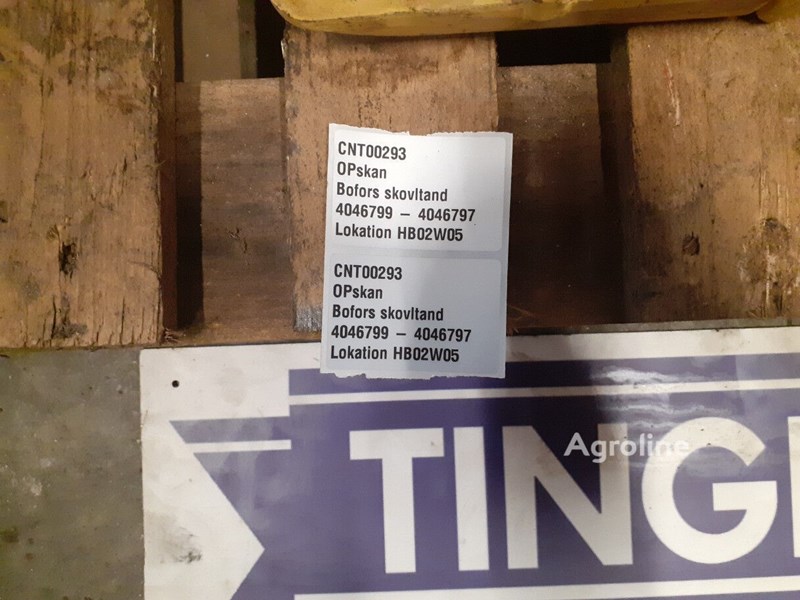 CNT00293
OPskan
Bofors skovltand
4046799 – 4046797
Lokation HB02W05
CNT00293
OPskan
Bofors skovltand
4046799 – 4046797
Lokation HB02W05
Agroline
TING